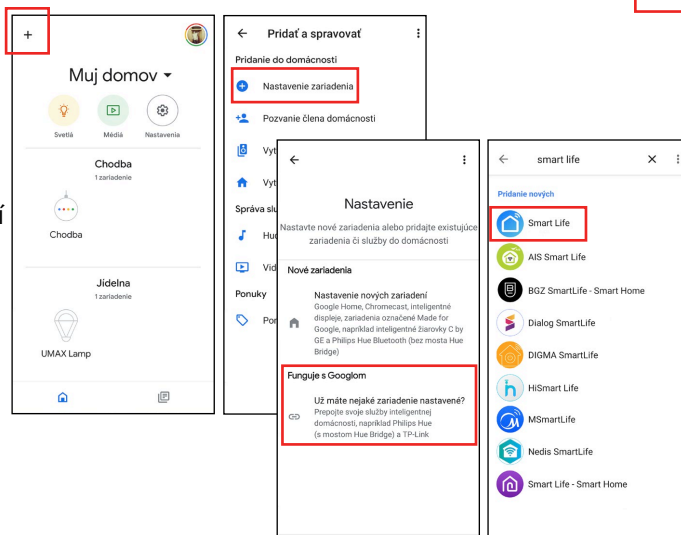 +
Muj domov
Svetlá
Médiá
Nastavenia
Chodba
1 zariadenie
Chodba
Jídelna
1 zariadenie
UMAX Lamp
í
Pridať a spravovať
Pridanie do domácnosti
Nastavenie zariadenia
Pozvanie člena domácnosti
Vyt
Vyt
Správa slu
Hud
Vid
Ponuky
Por
Nastavenie
Nastavte nové zariadenia alebo pridajte existujúce
zariadenia či služby do domácnosti
Nové zariadenia
Nastavenie nových zariadení
Google Home, Chromecast, inteligentné
displeje, zariadenia označené Made for
Google, napríklad inteligentné žiarovky C by
GE a Philips Hue Bluetooth (bez mosta Hue
Bridge)
Funguje s Googlom
Už máte nejaké zariadenie nastavené?
Prepojte svoje služby inteligentnej
domácnosti, napríklad Philips Hue
(s mostom Hue Bridge) a TP-Link
smart life
Pridanie nových
Smart Life
AIS Smart Life
BGZ SmartLife - Smart Home
Dialog SmartLife
DIGMA SmartLife
HiSmart Life
MSmartLife
Nedis SmartLife
Smart Life - Smart Home